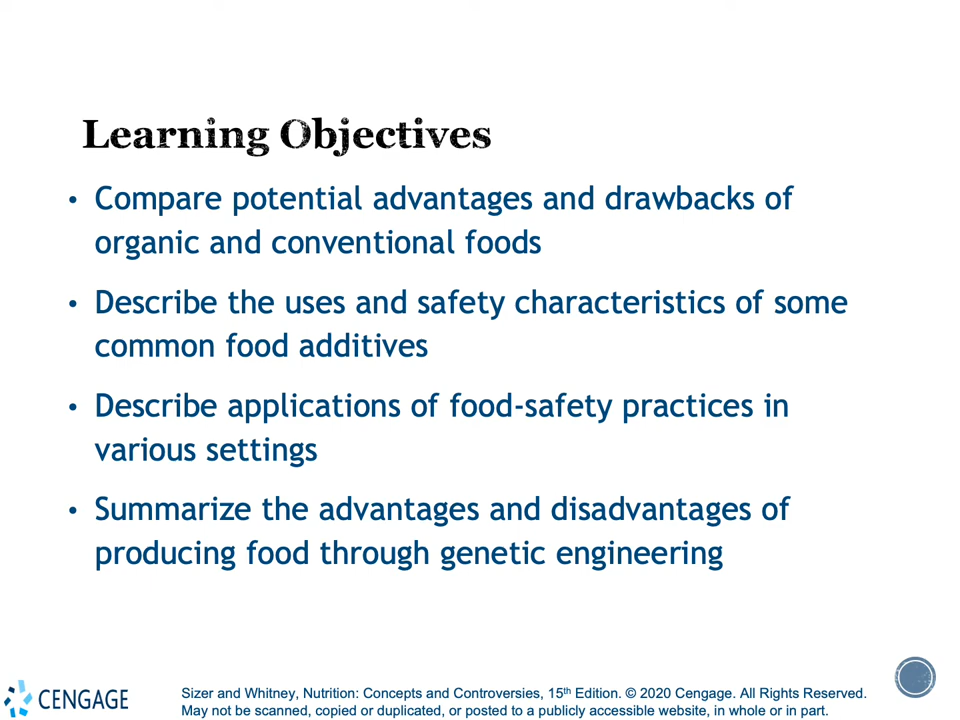 Learning Objectives
• Compare potential advantages and drawbacks of
organic and conventional foods
• Describe the uses and safety characteristics of some
common food additives
• Describe applications of food-safety practices in
various settings
• Summarize the advantages and disadvantages of
producing food through genetic engineering
CENGAGE
Sizer and Whitney, Nutrition: Concepts and Controversies, 15th Edition. © 2020 Cengage. All Rights Reserved.
May not be scanned, copied or duplicated, or posted to a publicly accessible website, in whole or in part.